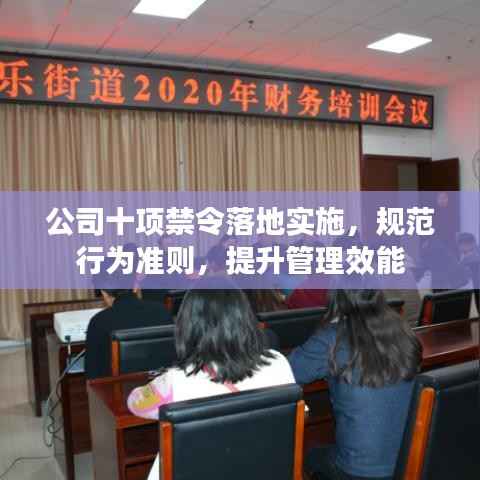 乐街道2020年财务培训会议
公司十项禁令落地实施，规范
行为准则，提升管理效能